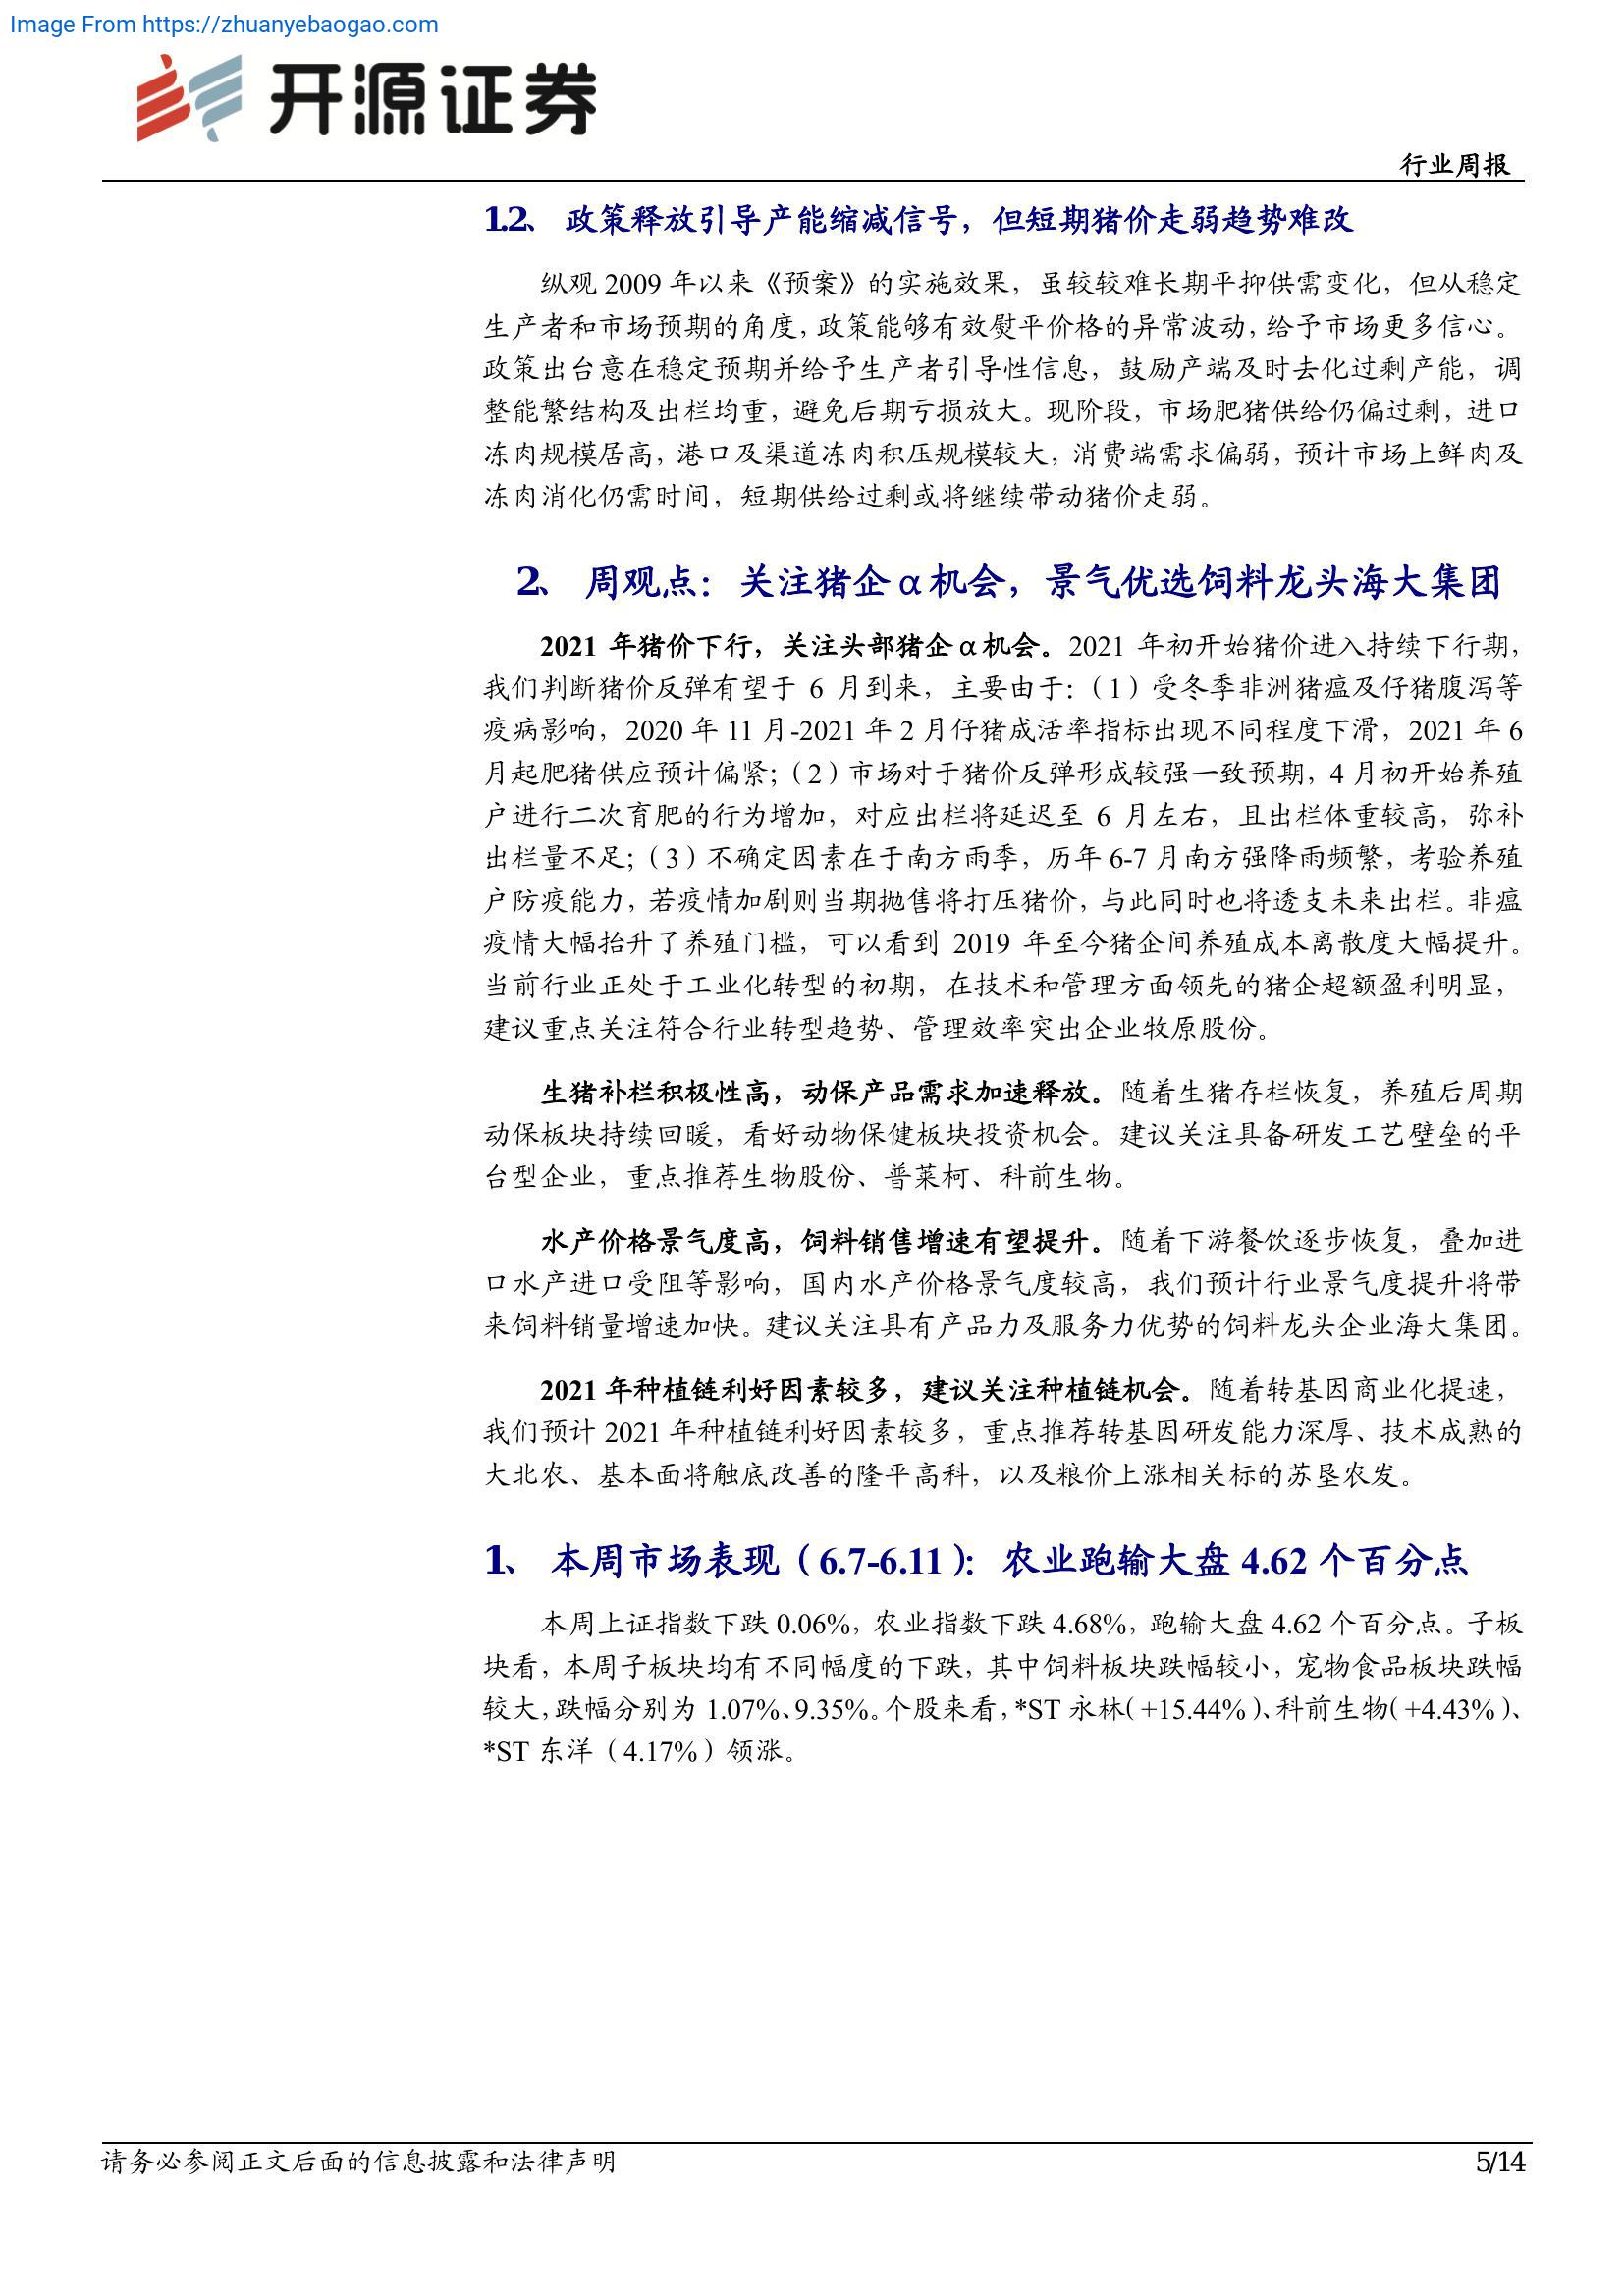 Image From https://zhuanyebaogao.com
开源证券
行业周报
1.2、 政策释放引导产能缩减信号，但短期猪价走弱趋势难改
纵观 2009 年以来《预案》的实施效果，虽较较难长期平抑供需变化，但从稳定
生产者和市场预期的角度，政策能够有效熨平价格的异常波动，给予市场更多信心。
政策出台意在稳定预期并给予生产者引导性信息，鼓励产端及时去化过剩产能，调
整能繁结构及出栏均重，避免后期亏损放大。现阶段，市场肥猪供给仍偏过剩，进口
冻肉规模居高，港口及渠道冻肉积压规模较大，消费端需求偏弱，预计市场上鲜肉及
冻肉消化仍需时间，短期供给过剩或将继续带动猪价走弱。
2、 周观点：关注猪企α机会，景气优选饲料龙头海大集团
2021 年猪价下行，关注头部猪企α机会。2021 年初开始猪价进入持续下行期，
我们判断猪价反弹有望于 6 月到来，主要由于：（1）受冬季非洲猪瘟及仔猪腹泻等
疫病影响，2020 年 11 月-2021 年 2 月仔猪成活率指标出现不同程度下滑，2021 年 6
月起肥猪供应预计偏紧；（2）市场对于猪价反弹形成较强一致预期，4 月初开始养殖
户进行二次育肥的行为增加，对应出栏将延迟至 6 月左右，且出栏体重较高，弥补
出栏量不足；（3）不确定因素在于南方雨季，历年 6-7 月南方强降雨频繁，考验养殖
户防疫能力，若疫情加剧则当期抛售将打压猪价，与此同时也将透支未来出栏。非瘟
疫情大幅抬升了养殖门槛，可以看到 2019 年至今猪企间养殖成本离散度大幅提升。
当前行业正处于工业化转型的初期，在技术和管理方面领先的猪企超额盈利明显，
建议重点关注符合行业转型趋势、管理效率突出企业牧原股份。
生猪补栏积极性高，动保产品需求加速释放。随着生猪存栏恢复，养殖后周期
动保板块持续回暖，看好动物保健板块投资机会。建议关注具备研发工艺壁垒的平
台型企业，重点推荐生物股份、普莱柯、科前生物。
水产价格景气度高，饲料销售增速有望提升。随着下游餐饮逐步恢复，叠加进
口水产进口受阻等影响，国内水产价格景气度较高，我们预计行业景气度提升将带
来饲料销量增速加快。建议关注具有产品力及服务力优势的饲料龙头企业海大集团。
2021 年种植链利好因素较多，建议关注种植链机会。随着转基因商业化提速，
我们预计 2021 年种植链利好因素较多，重点推荐转基因研发能力深厚、技术成熟的
大北农、基本面将触底改善的隆平高科，以及粮价上涨相关标的苏垦农发。
1、 本周市场表现（6.7-6.11）：农业跑输大盘 4.62 个百分点
本周上证指数下跌 0.06%，农业指数下跌 4.68%，跑输大盘 4.62 个百分点。子板
块看，本周子板块均有不同幅度的下跌，其中饲料板块跌幅较小，宠物食品板块跌幅
较大，跌幅分别为 1.07%、9.35%。个股来看，*ST 永林（+15.44%）、科前生物（+4.43%）、
*ST 东洋（4.17%）领涨。
请务必参阅正文后面的信息披露和法律声明
5/14